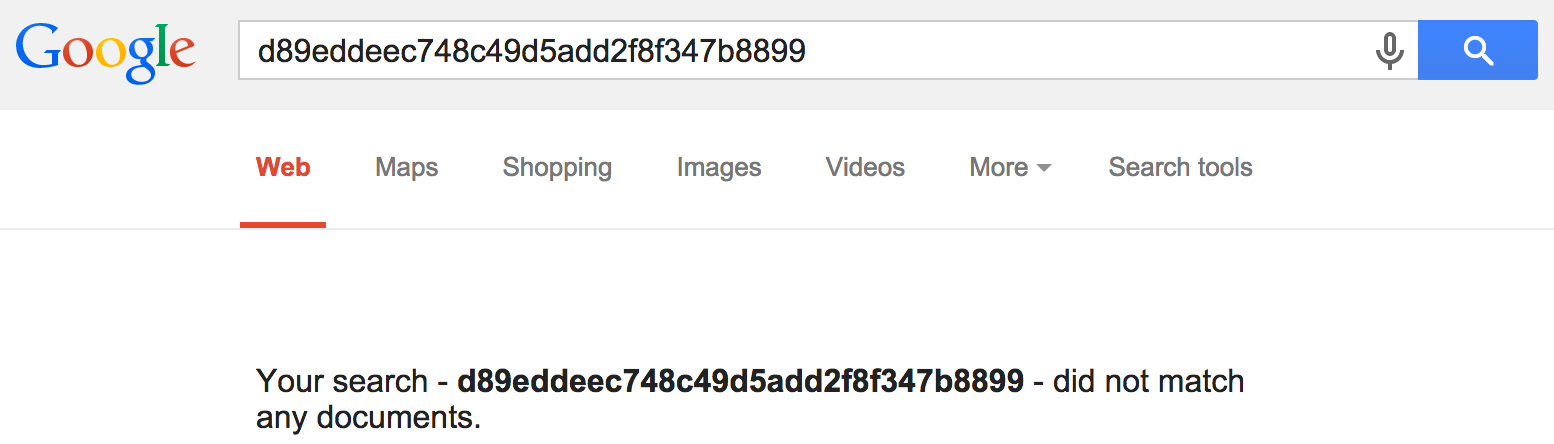 Google d89eddeec748c49d5add2f8f347b8899
Web Maps Shopping Images Videos More Search tools
Your search - d89eddeec748c49d5add2f8f347b8899 - did not match
any documents.